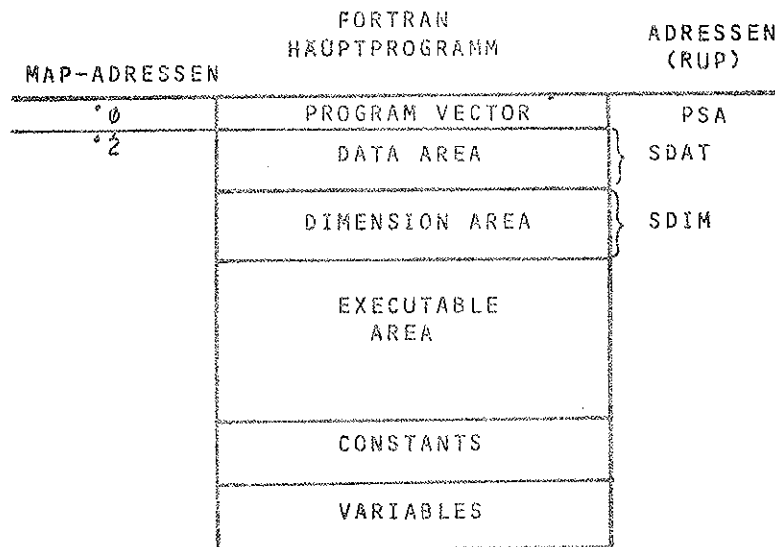 FORTRAN
HAUPTPROGRAMM
ADRESSEN
(RUP)
MAP-ADRESSEN
'0
PROGRAM VECTOR
PSA
'2
DATA AREA
SDAT
DIMENSION AREA
SDIM
EXECUTABLE
AREA
CONSTANTS
VARIABLES